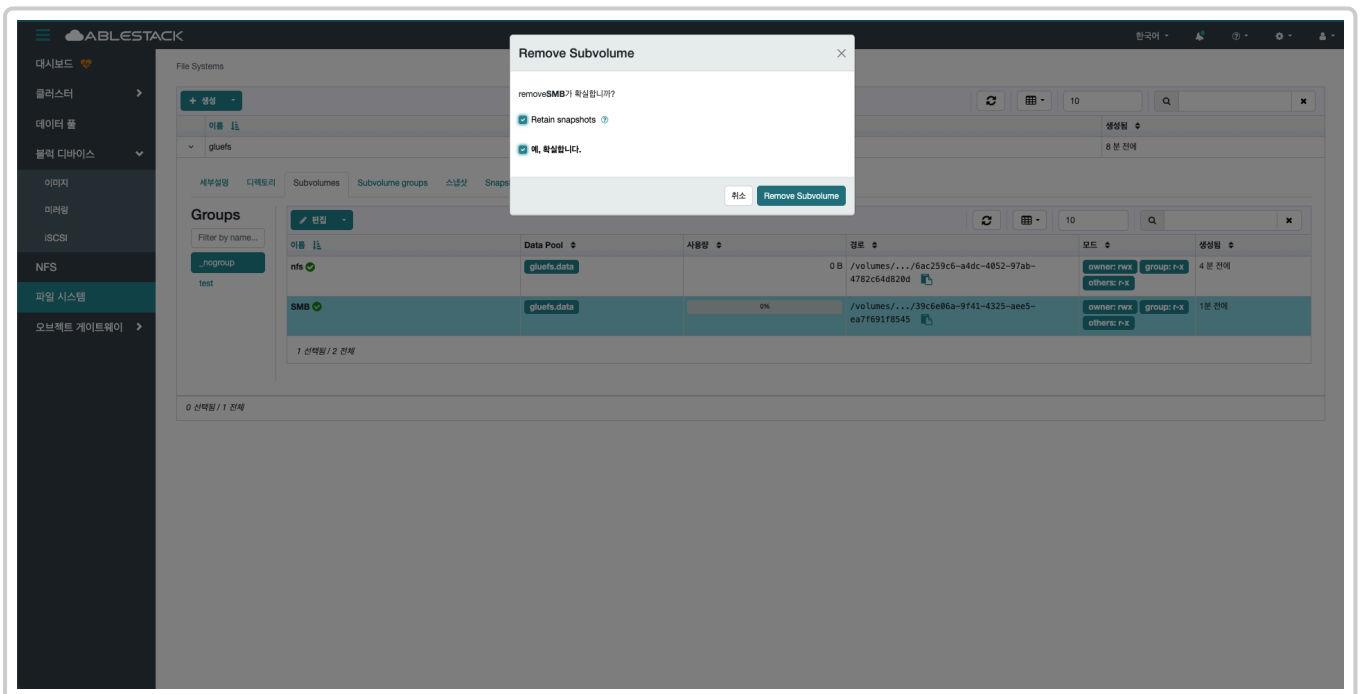 ABLESTACK
한국어
대시보드
클러스터
데이터 풀
블럭 디바이스
이미지
미러링
iSCSI
NFS
파일 시스템
오브젝트 게이트웨이
File Systems
+ 생성
10
이름
생성됨
gluefs
8 분 전에
세부설명 디렉토리 Subvolumes Subvolume groups 스냅샷 Snaps
Groups
Filter by name...
_nogroup
test
편집
10
이름 Data Pool 사용량 경로 모드 생성됨
nfs gluefs.data 0 B /volumes/.../6ac259c6-a4dc-4052-97ab-
4782c64d820d
owner: rwx group: r-x
others: r-x
4 분 전에
SMB gluefs.data 0% /volumes/.../39c6e06a-9f41-4325-aee5-
ea7f691f8545
owner: rwx group: r-x
others: r-x
1분 전에
1 선택됨 / 2 전체
0 선택됨 / 1 전체
Remove Subvolume
removeSMB가 확실합니까?
Retain snapshots
예, 확실합니다.
취소 Remove Subvolume